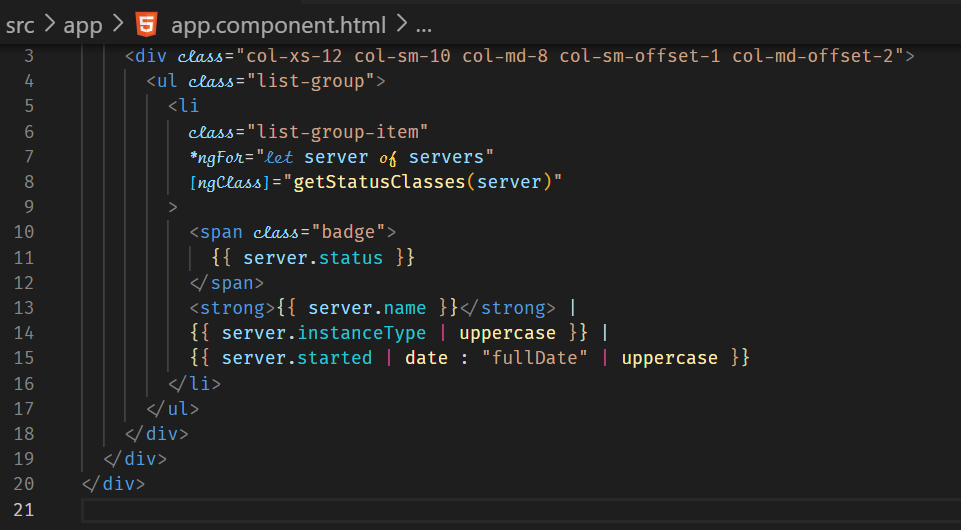 src > app > app.component.html > ...
3 <div class="col-xs-12 col-sm-10 col-md-8 col-sm-offset-1 col-md-offset-2">
4 <ul class="list-group">
5 <li
6 class="list-group-item"
7 *ngFor="let server of servers"
8 [ngClass]="getStatusClasses(server)"
9 >
10 <span class="badge">
11 {{ server.status }}
12 </span>
13 <strong>{{ server.name }}</strong> |
14 {{ server.instanceType | uppercase }} |
15 {{ server.started | date : "fullDate" | uppercase }}
16 </li>
17 </ul>
18 </div>
19 </div>
20 </div>
21